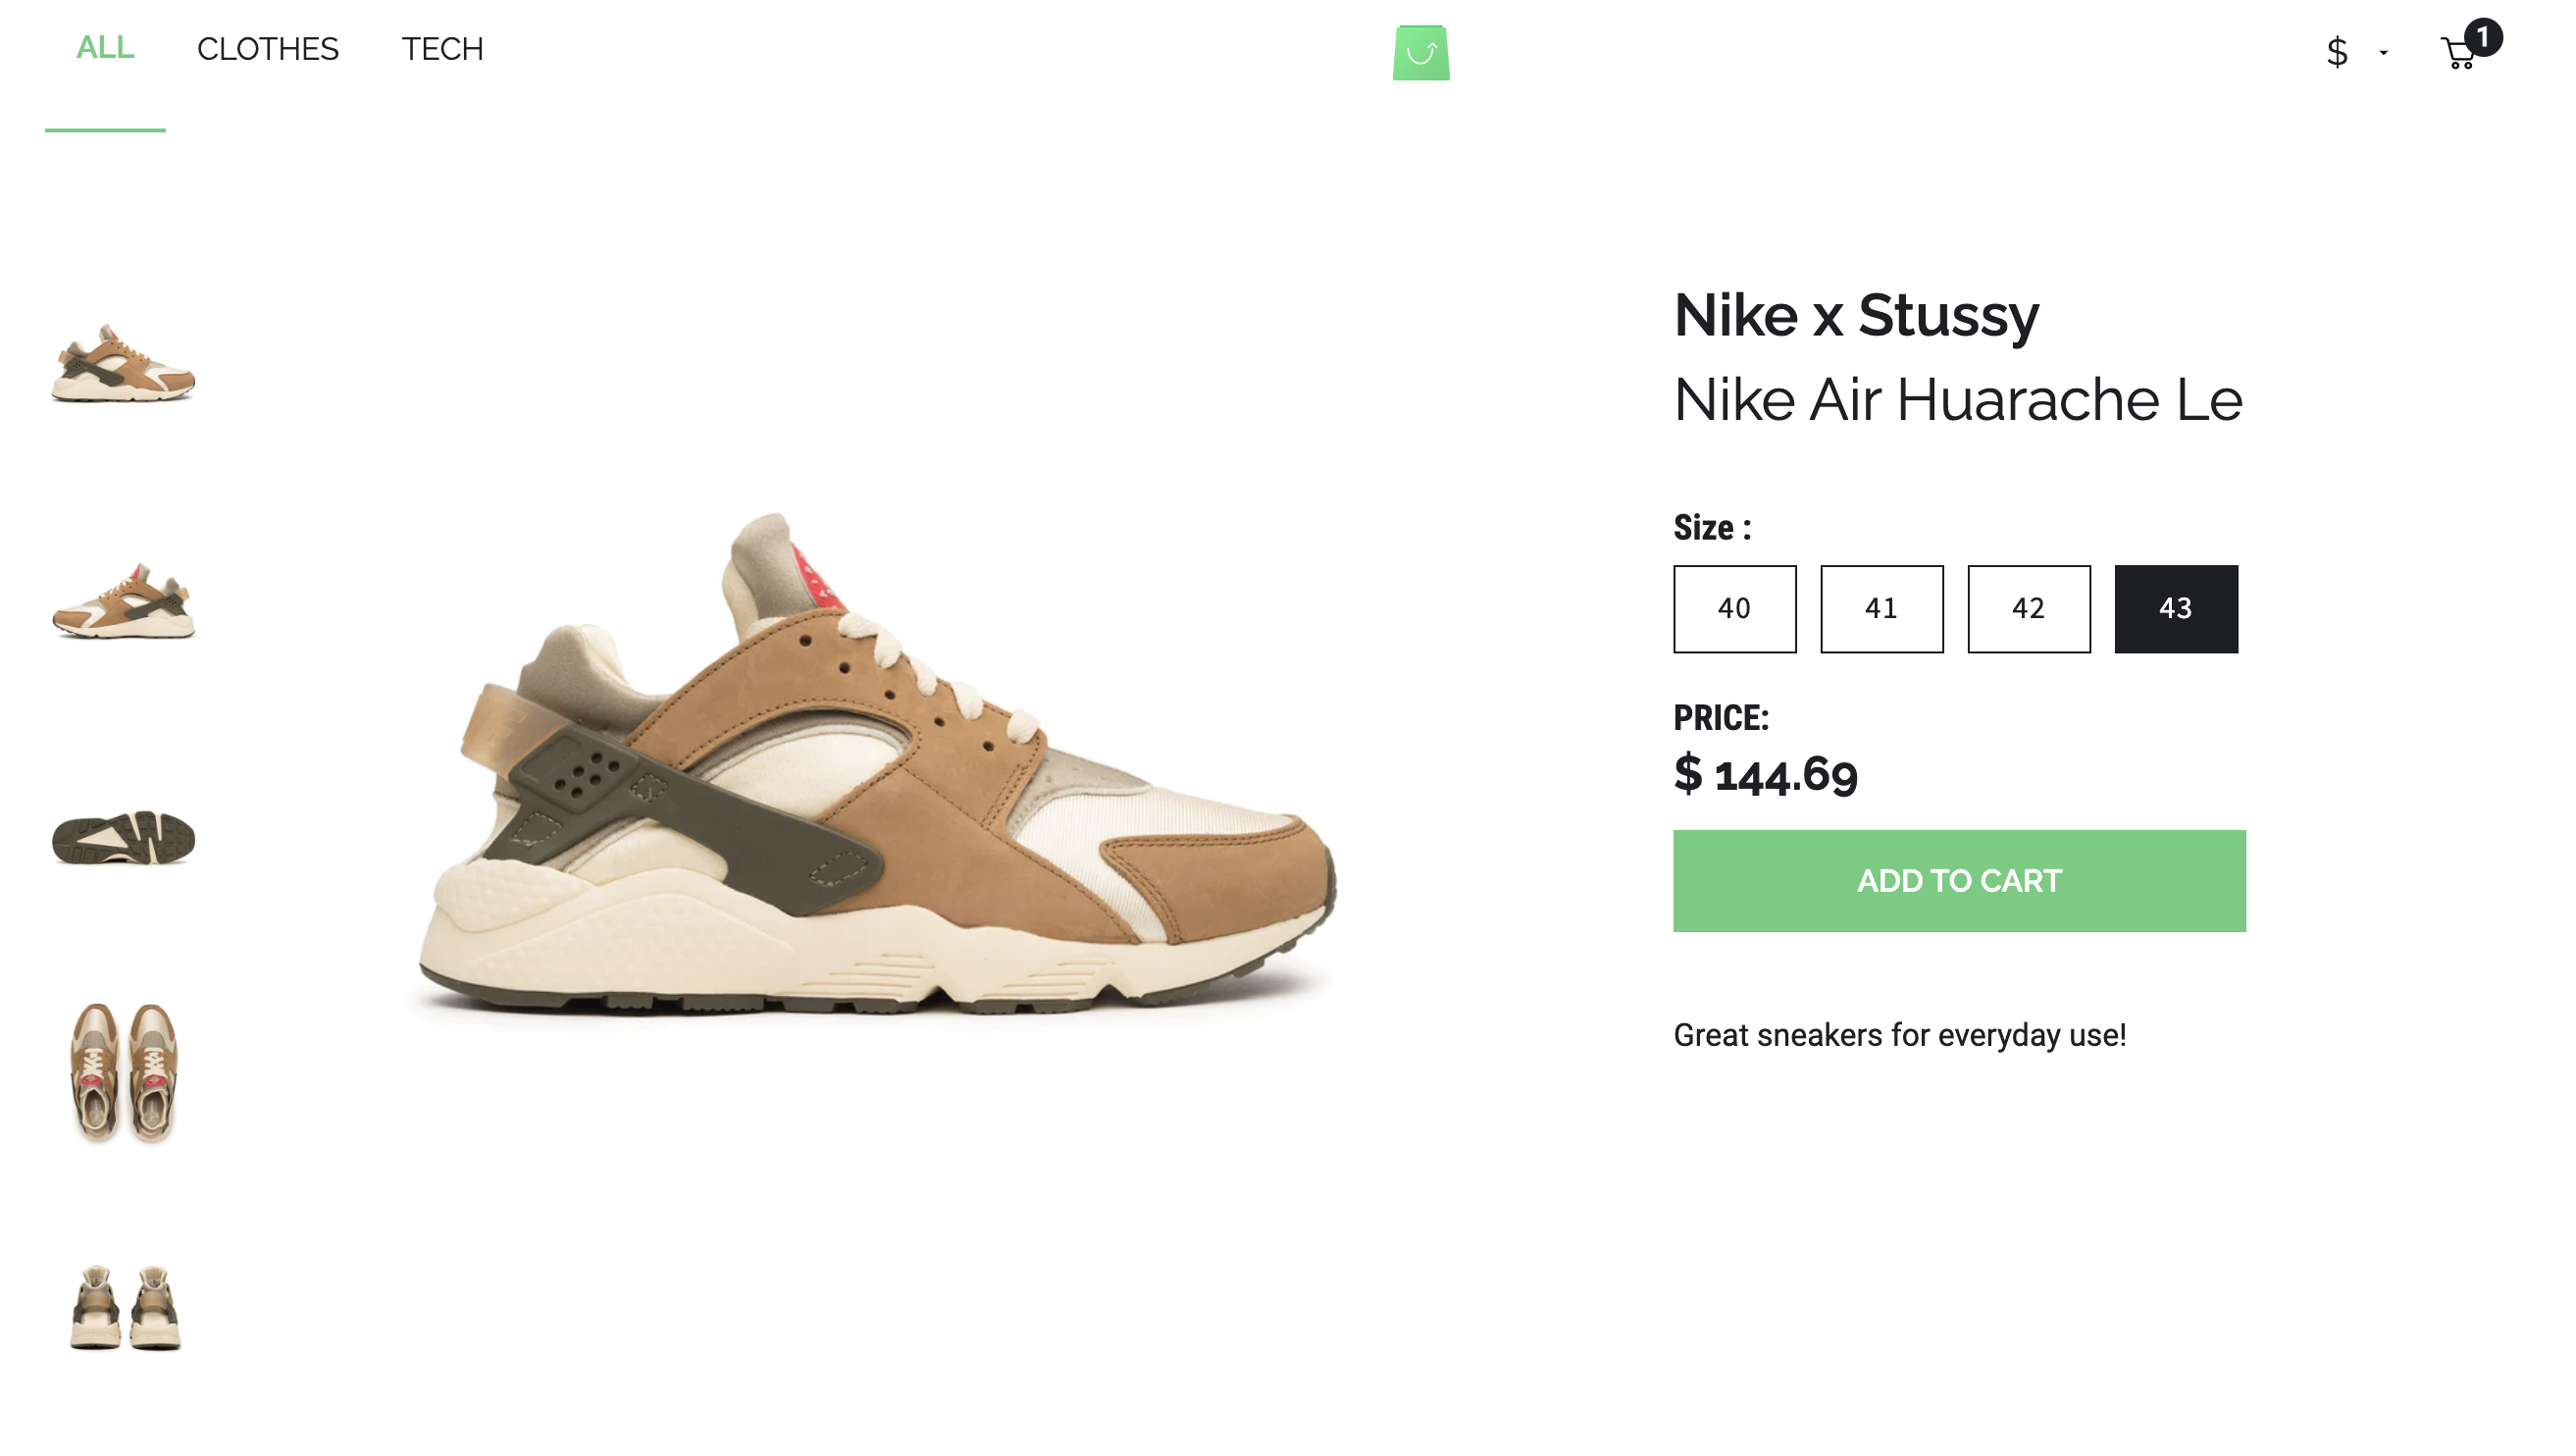 ALL CLOTHES TECH
$ 1
Nike x Stussy
Nike Air Huarache Le
Size :
40 41 42 43
PRICE:
$ 144.69
ADD TO CART
Great sneakers for everyday use!